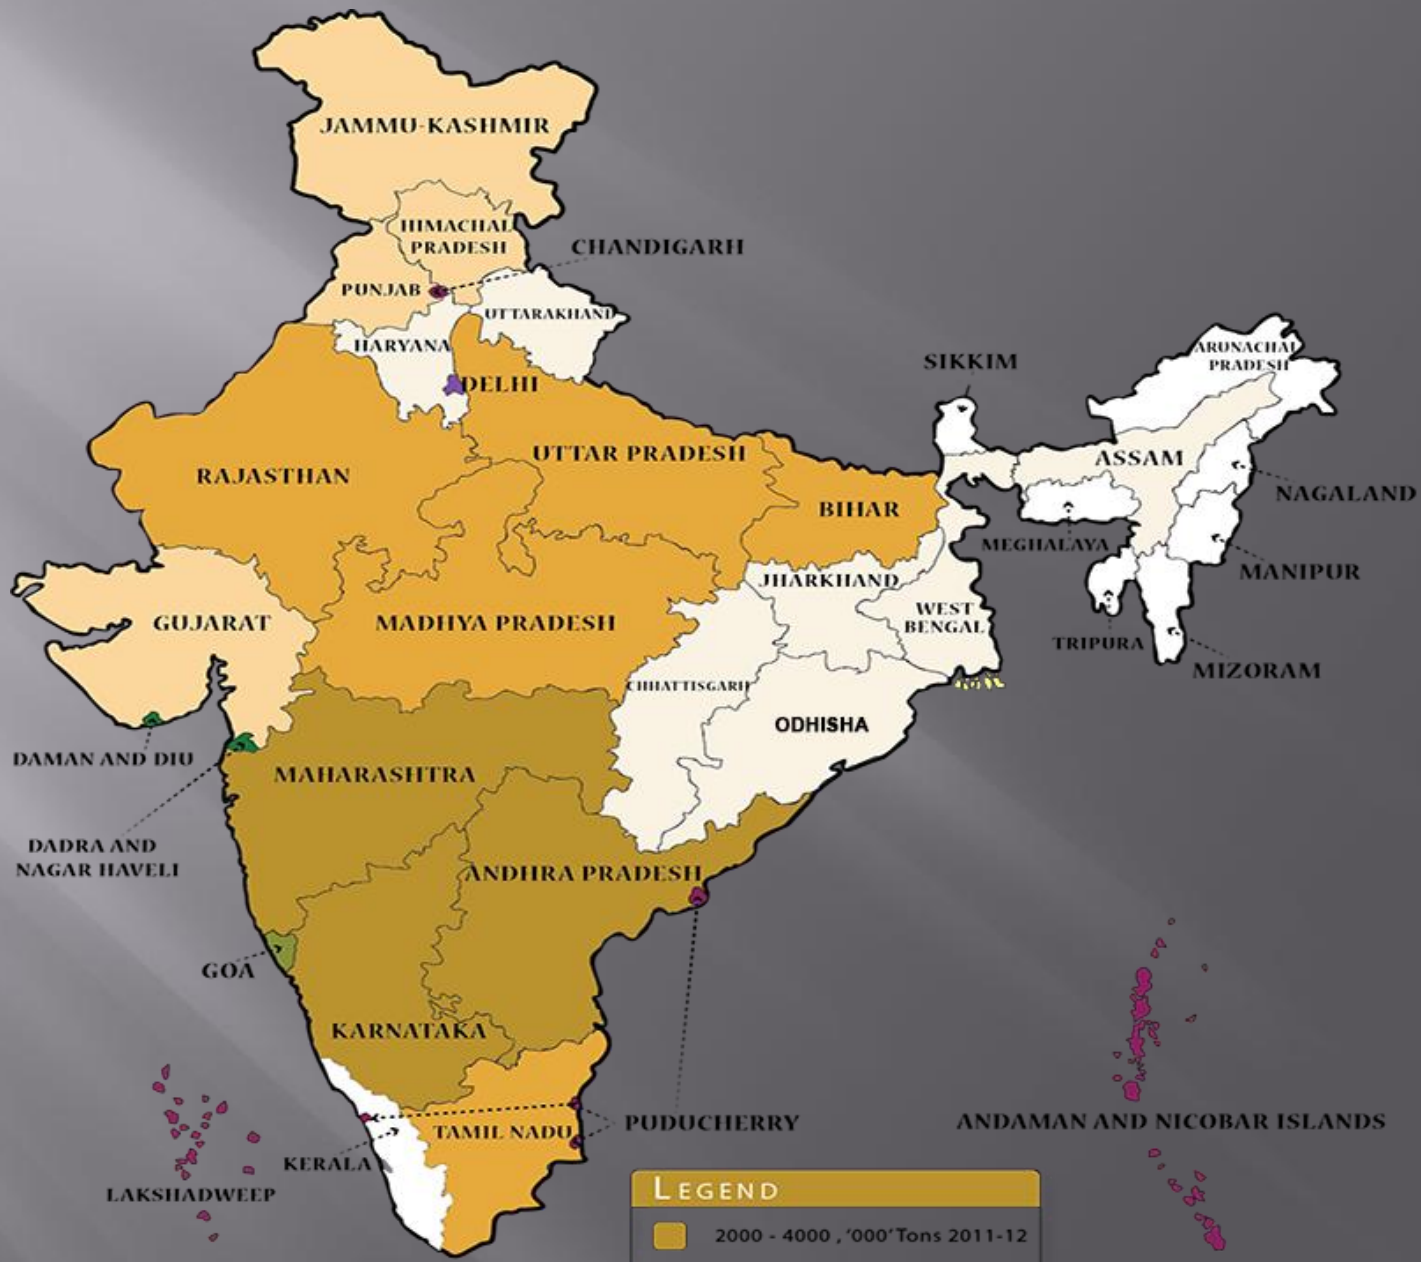 JAMMU-KASHMIR
HIMACHAL
PRADESH
CHANDIGARH
PUNJAB
UTTARAKHAND
HARYANA
DELHI
SIKKIM
ARUNACHAL
PRADESH
UTTAR PRADESH
ASSAM
RAJASTHAN
NAGALAND
BIHAR
MEGHALAYA
MANIPUR
JHARKHAND
GUJARAT
MADHYA PRADESH
WEST
BENGAL
TRIPURA
MIZORAM
CHHATTISGARH
ODHISHA
DAMAN AND DIU
MAHARASHTRA
DADRA AND
NAGAR HAVELI
ANDHRA PRADESH
GOA
KARNATAKA
PUDUCHERRY
ANDAMAN AND NICOBAR ISLANDS
TAMIL NADU
KERALA
LAKSHADWEEP
LEGEND
2000 - 4000 , '000' Tons 2011-12